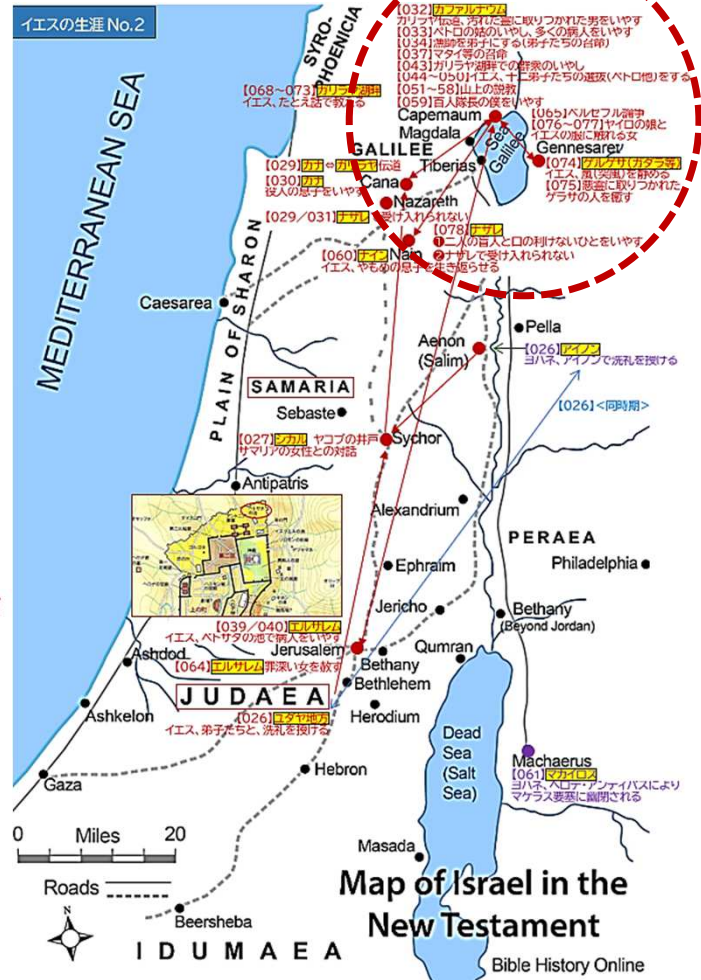 イエスの生涯 No.2
【032】カファルナウム
ガリラヤ伝道、汚れた霊に取りつかれた男をいやす
【033】ペトロの姑のいやし、多くの病人をいやす
【034】漁師を弟子にする(弟子たちの召命)
【037】マタイ等の召命
【043】ガリラヤ湖畔での群衆のいやし
【044～050】イエス、十二弟子たちの選抜(ペトロ他)をする
【051～58】山上の説教
【059】百人隊長の僕をいやす
SYRO-PHOENICIA
【068～073】ガリラヤ湖畔
イエス、たとえ話で教える
Capernaum
Magdala
【065】ベルゼブル論争
【076～077】ヤイロの娘と
イエスの服に触れる女
Gennesaret
Sea Galilee
GALILEE
Tiberias
【074】ゲルゲサ(ガダラ等)
イエス、風(突風)を静める
【075】悪霊に取りつかれた
ゲラサの人を癒す
【029】カナ⇔ガリラヤ伝道
【030】カナ
役人の息子をいやす
Cana
Nazareth
【029/031】ナザレ 受け入れられない
【078】ナザレ
❶二人の盲人と口の利けないひとをいやす
❷ナザレで受け入れられない
【060】ナイン
Nain
イエス、やもめの息子を生き返らせる
MEDITERRANEAN SEA
PLAIN OF SHARON
Caesarea
Pella
Aenon
(Salim)
【026】アイノン
ヨハネ、アイノンで洗礼を授ける
【026】<同時期>
SAMARIA
Sebaste
【027】シカル ヤコブの井戸
サマリアの女性との対話
Sychor
Antipatris
Alexandrium
PERAEA
Philadelphia
Ephraim
Jericho
Bethany
(Beyond Jordan)
上の町
【039/040】エルサレム
イエス、ベトサダの池で病人をいやす
Jerusalem
【064】エルサレム罪深い女を赦す
Bethany
Qumran
Ashdod
Bethlehem
JUDAEA
【026】ユダヤ地方
イエス、弟子たちと、洗礼を授ける
Herodium
Ashkelon
Dead
Sea
(Salt
Sea)
Machaerus
【061】マカイロス
ヨハネ、ヘロデ・アンティパスにより
マケラス要塞に幽閉される
Hebron
Gaza
0 Miles 20
Roads
Masada
Map of Israel in the
New Testament
N
Beersheba
IDUMAEA
Bible History Online